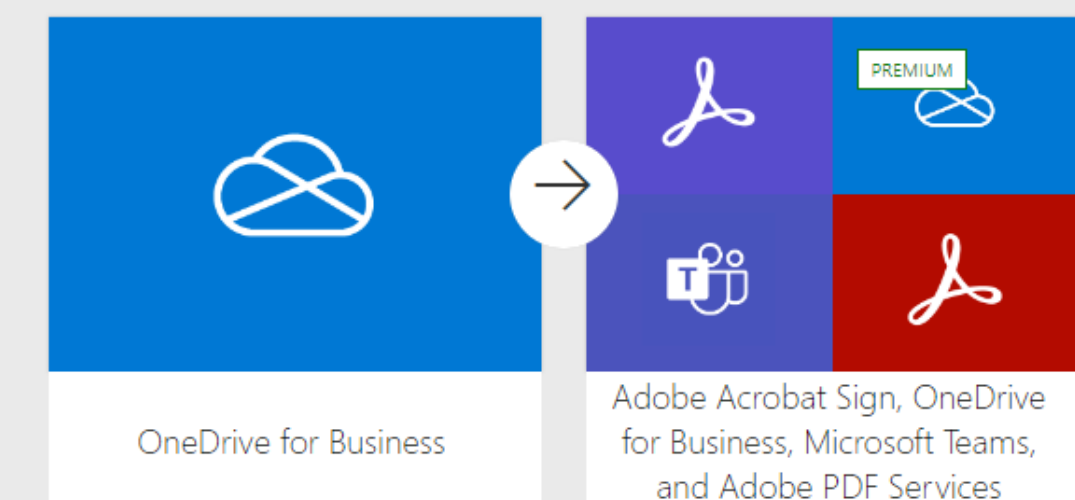 PREMIUM
T
OneDrive for Business
Adobe Acrobat Sign, OneDrive
for Business, Microsoft Teams,
and Adobe PDF Services